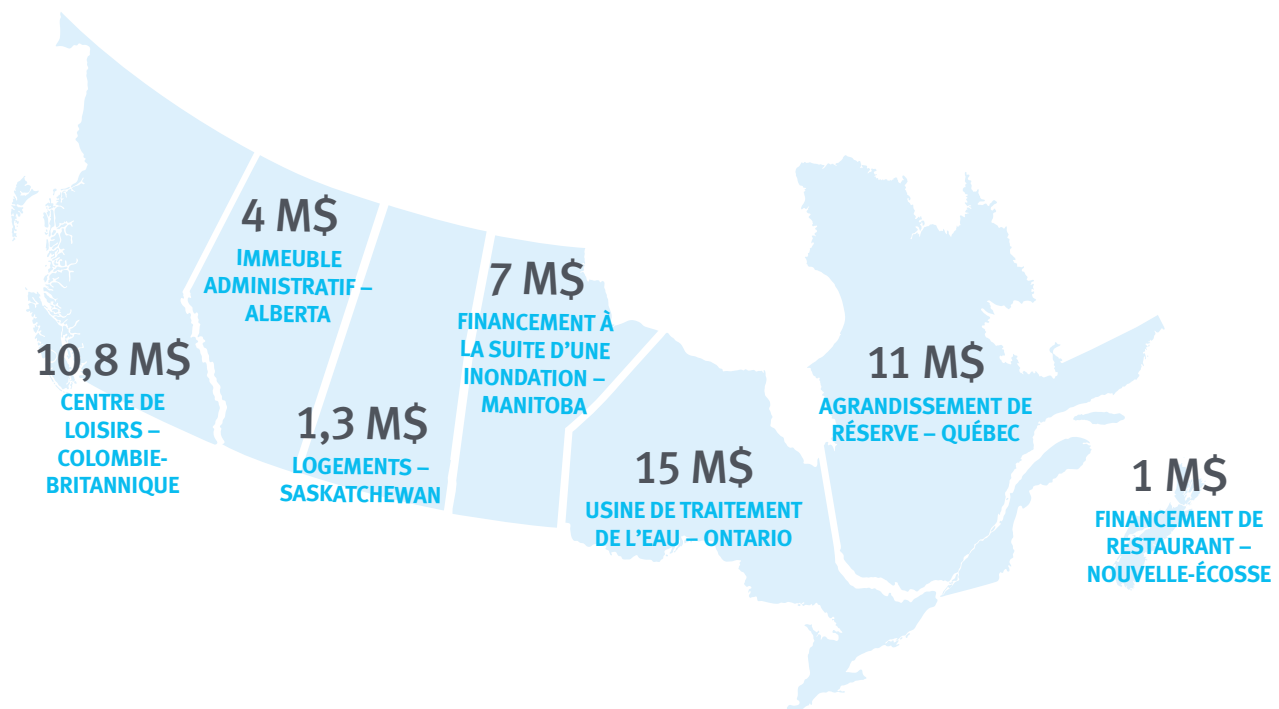 10,8 M$
CENTRE DE
LOISIRS –
COLOMBIE-
BRITANNIQUE
4 M$
IMMEUBLE
ADMINISTRATIF –
ALBERTA
1,3 M$
LOGEMENTS –
SASKATCHEWAN
7 M$
FINANCEMENT À
LA SUITE D'UNE
INONDATION –
MANITOBA
15 M$
USINE DE TRAITEMENT
DE L'EAU – ONTARIO
11 M$
AGRANDISSEMENT DE
RÉSERVE – QUÉBEC
1 M$
FINANCEMENT DE
RESTAURANT –
NOUVELLE-ÉCOSSE